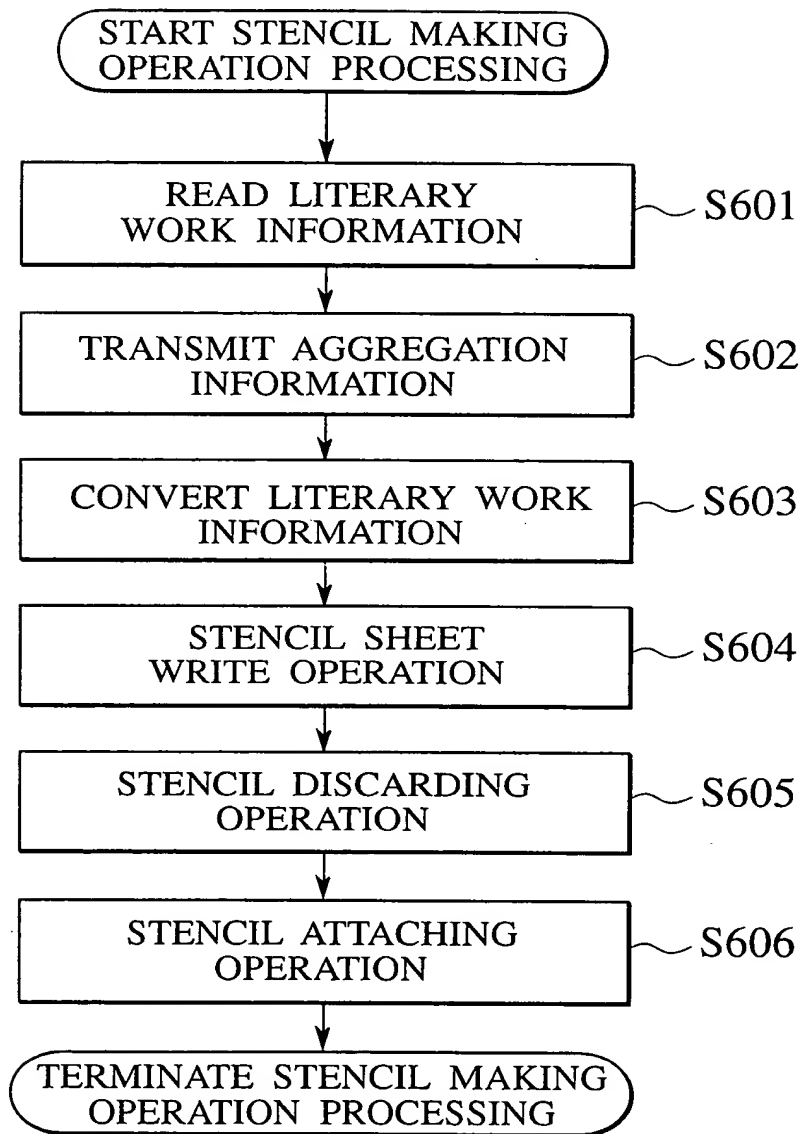 START STENCIL MAKING
OPERATION PROCESSING
READ LITERARY
WORK INFORMATION
S601
TRANSMIT AGGREGATION
INFORMATION
S602
CONVERT LITERARY WORK
INFORMATION
S603
STENCIL SHEET
WRITE OPERATION
S604
STENCIL DISCARDING
OPERATION
S605
STENCIL ATTACHING
OPERATION
S606
TERMINATE STENCIL MAKING
OPERATION PROCESSING